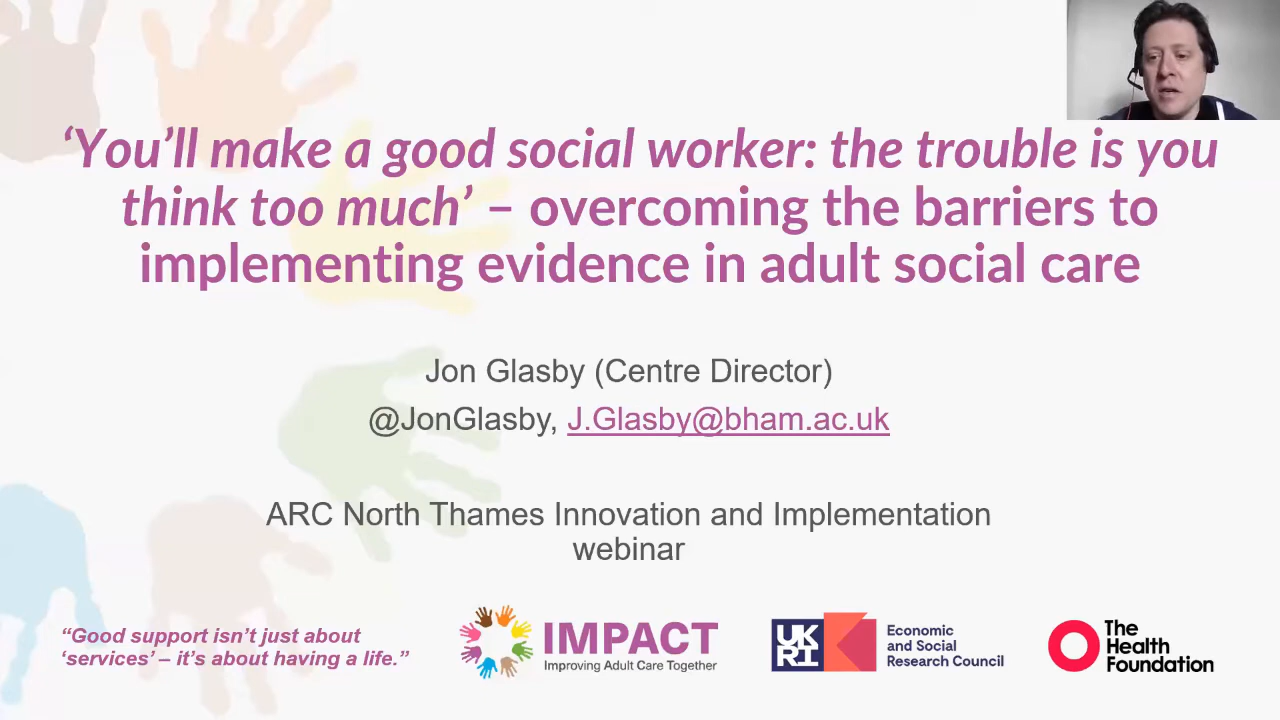 ‘You’ll make a good social worker: the trouble is you
think too much’ – overcoming the barriers to
implementing evidence in adult social care
Jon Glasby (Centre Director)
@JonGlasby, J.Glasby@bham.ac.uk
ARC North Thames Innovation and Implementation
webinar
“Good support isn’t just about
‘services’ – it’s about having a life.”
IMPACT
Improving Adult Care Together
UK
RI
Economic
and Social
Research Council
The
Health
Foundation